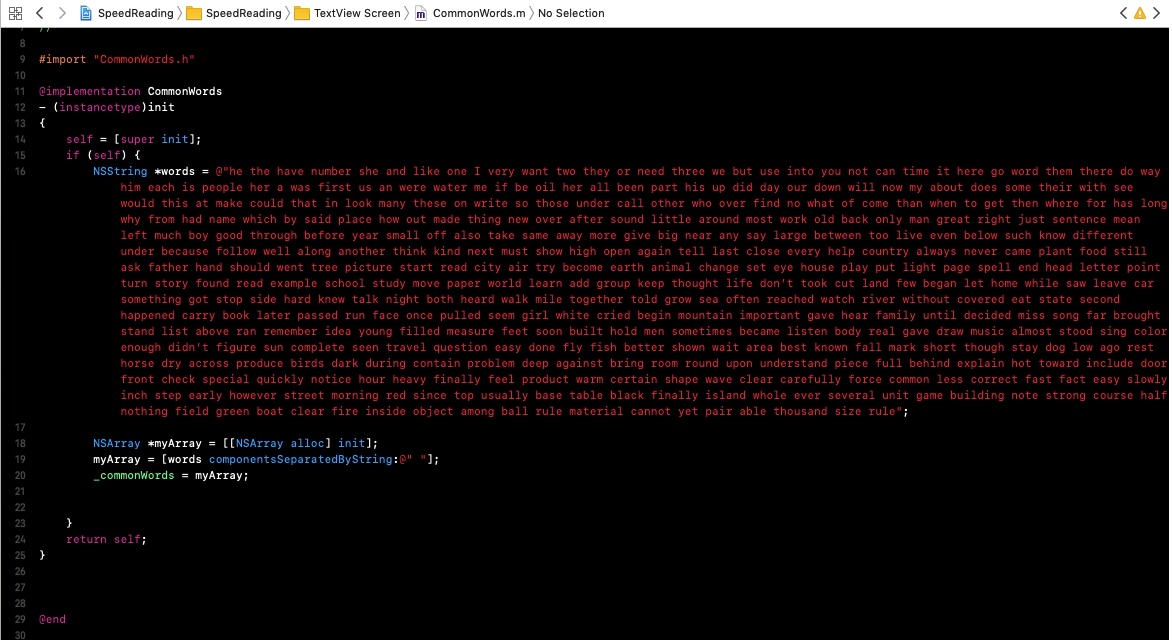 SpeedReading 〉 SpeedReading 〉 TextView Screen 〉 m CommonWords.m 〉 No Selection
7 //
8
9 #import "CommonWords.h"
10
11 @implementation CommonWords
12 - (instancetype)init
13 {
14 self = [super init];
15 if (self) {
16 NSString *words = @"he the have number she and like one I very want two they or need three we but use into you not can time it here go word them there do way
him each is people her a was first us an were water me if be oil her all been part his up did day our down will now my about does some their with see
would this at make could that in look many these on write so those under call other who over find no what of come than when to get then where for has long
why from had name which by said place how out made thing new over after sound little around most work old back only man great right just sentence mean
left much boy good through before year small off also take same away more give big near any say large between too live even below such know different
under because follow well along another think kind next must show high open again tell last close every help country always never came plant food still
ask father hand should went tree picture start read city air try become earth animal change set eye house play put light page spell end head letter point
turn story found read example school study move paper world learn add group keep thought life don't took cut land few began let home while saw leave car
something got stop side hard knew talk night both heard walk mile together told grow sea often reached watch river without covered eat state second
happened carry book later passed run face once pulled seem girl white cried begin mountain important gave hear family until decided miss song far brought
stand list above ran remember idea young filled measure feet soon built hold men sometimes became listen body real gave draw music almost stood sing color
enough didn't figure sun complete seen travel question easy done fly fish better shown wait area best known fall mark short though stay dog low ago rest
horse dry across produce birds dark during contain problem deep against bring room round upon understand piece full behind explain hot toward include door
front check special quickly notice hour heavy finally feel product warm certain shape wave clear carefully force common less correct fast fact easy slowly
inch step early however street morning red since top usually base table black finally island whole ever several unit game building note strong course half
nothing field green boat clear fire inside object among ball rule material cannot yet pair able thousand size rule";
17
18 NSArray *myArray = [[NSArray alloc] init];
19 myArray = [words componentsSeparatedByString:@" "];
20 _commonWords = myArray;
21
22
23 }
24 return self;
25 }
26
27
28
29 @end
30